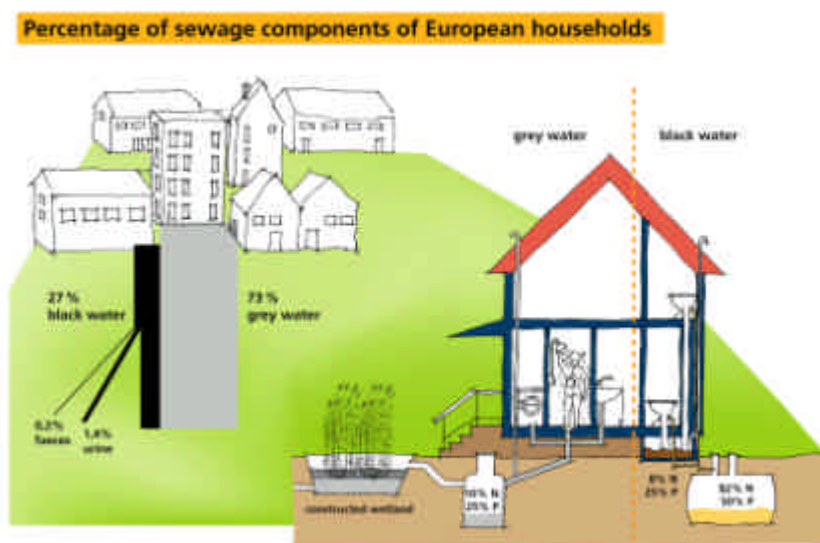 Percentage of sewage components of European households
grey water
black water
27 %
black water
73 %
grey water
0,2%
faeces
1,4%
urine
constructed wetland
10% N
25% P
8% N
25% P
82% N
50% P